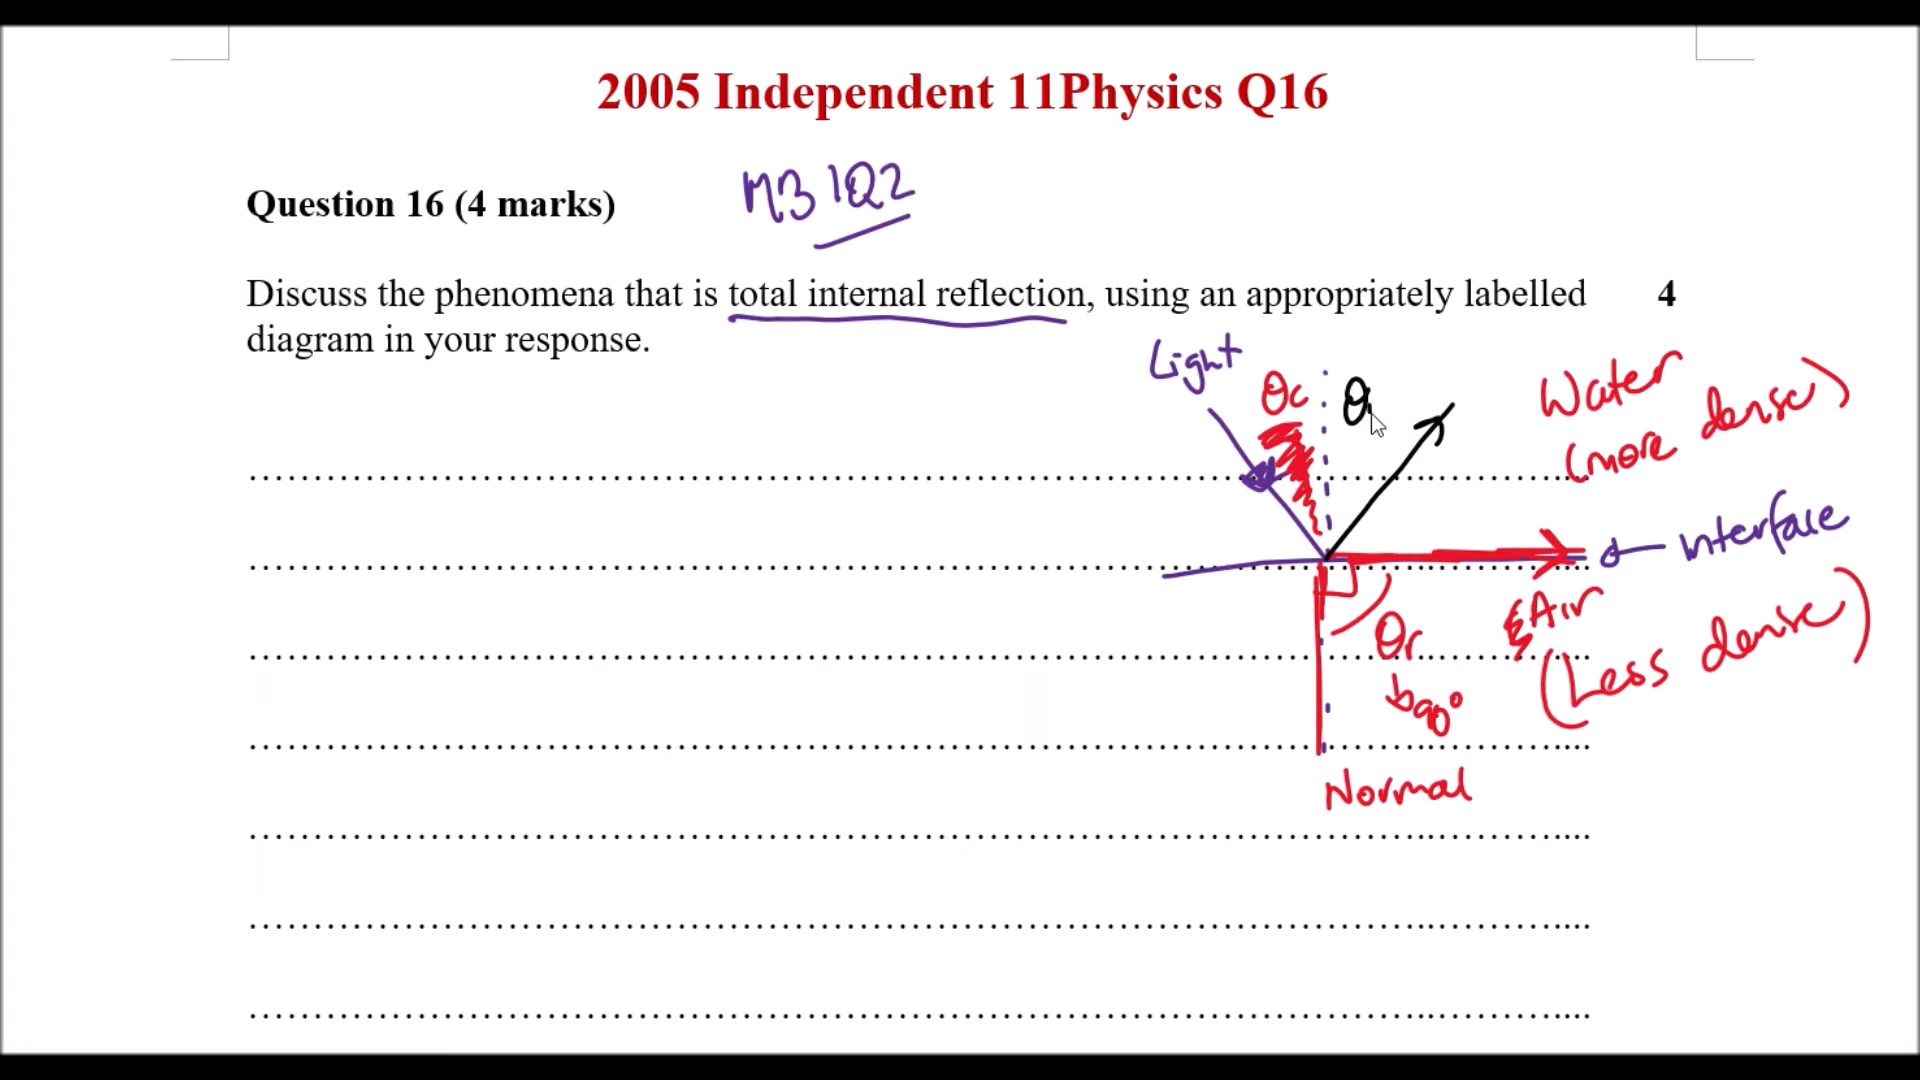 2005 Independent 11Physics Q16
M3 IQ2
Question 16 (4 marks)
Discuss the phenomena that is total internal reflection, using an appropriately labelled 4
diagram in your response.
Light
θc
θ
Water
(more dense)
Interface
Air
(Less dense)
θr
90°
Normal